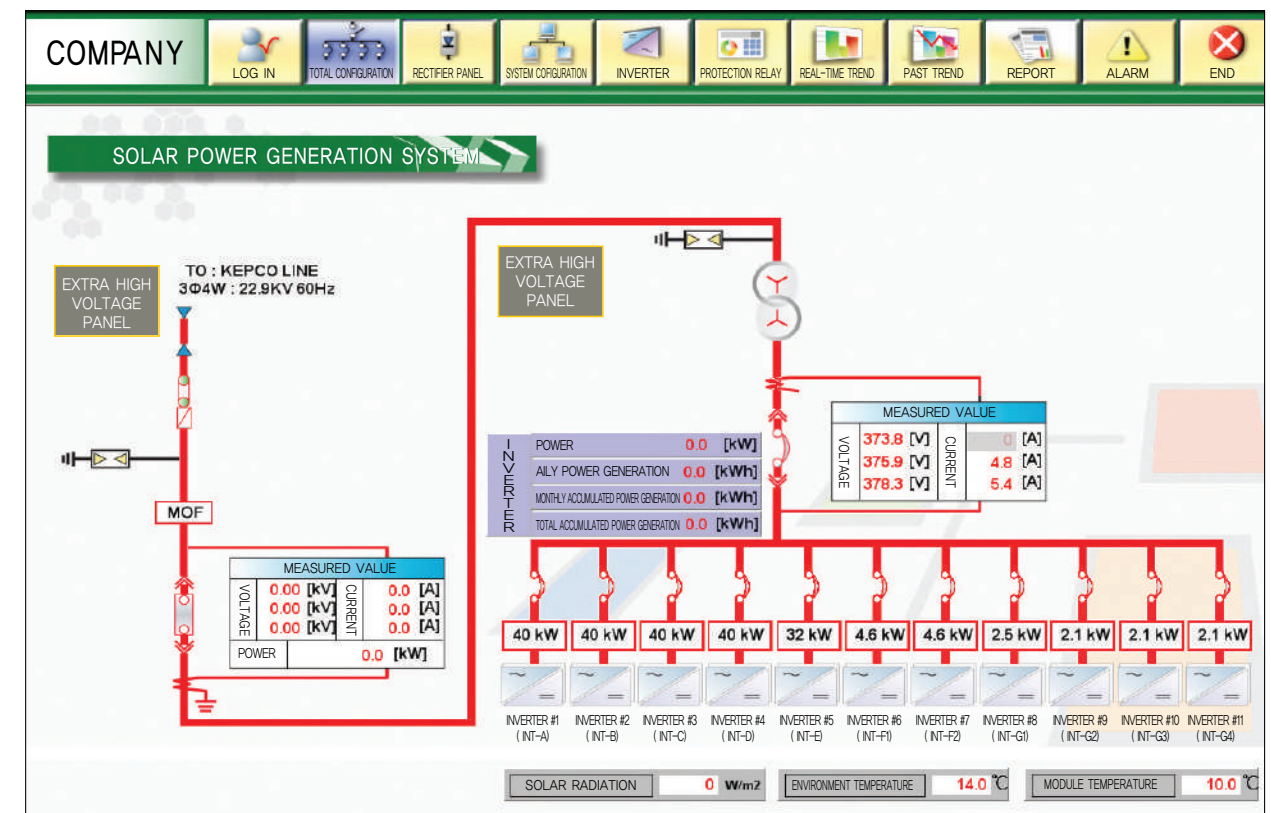 COMPANY
LOG IN
TOTAL CONFIGURATION
RECTIFIER PANEL
SYSTEM COFIGURATION
INVERTER
PROTECTION RELAY
REAL-TIME TREND
PAST TREND
REPORT
ALARM
END
SOLAR POWER GENERATION SYSTEM
EXTRA HIGH
VOLTAGE
PANEL
TO : KEPCO LINE
3Φ4W : 22.9KV 60Hz
MOF
MEASURED VALUE
VOLTAGE
0.00 [kV]
0.00 [kV]
0.00 [kV]
CURRENT
0.0 [A]
0.0 [A]
0.0 [A]
POWER 0.0 [kW]
EXTRA HIGH
VOLTAGE
PANEL
INVERTER
POWER 0.0 [kW]
AILY POWER GENERATION 0.0 [kWh]
MONTHLY ACCUMULATED POWER GENERATION 0.0 [kWh]
TOTAL ACCUMULATED POWER GENERATION 0.0 [kWh]
MEASURED VALUE
VOLTAGE
373.8 [V]
375.9 [V]
378.3 [V]
CURRENT
0 [A]
4.8 [A]
5.4 [A]
40 kW 40 kW 40 kW 40 kW 32 kW 4.6 kW 4.6 kW 2.5 kW 2.1 kW 2.1 kW 2.1 kW
INVERTER #1 INVERTER #2 INVERTER #3 INVERTER #4 INVERTER #5 INVERTER #6 INVERTER #7 INVERTER #8 INVERTER #9 INVERTER #10 INVERTER #11
( INT-A) ( INT-B) ( INT-C) ( INT-D) ( INT-E) ( INT-F1) ( INT-F2) ( INT-G1) ( INT-G2) ( INT-G3) ( INT-G4)
SOLAR RADIATION 0 W/m2
ENVIRONMENT TEMPERATURE 14.0 ℃
MODULE TEMPERATURE 10.0 ℃